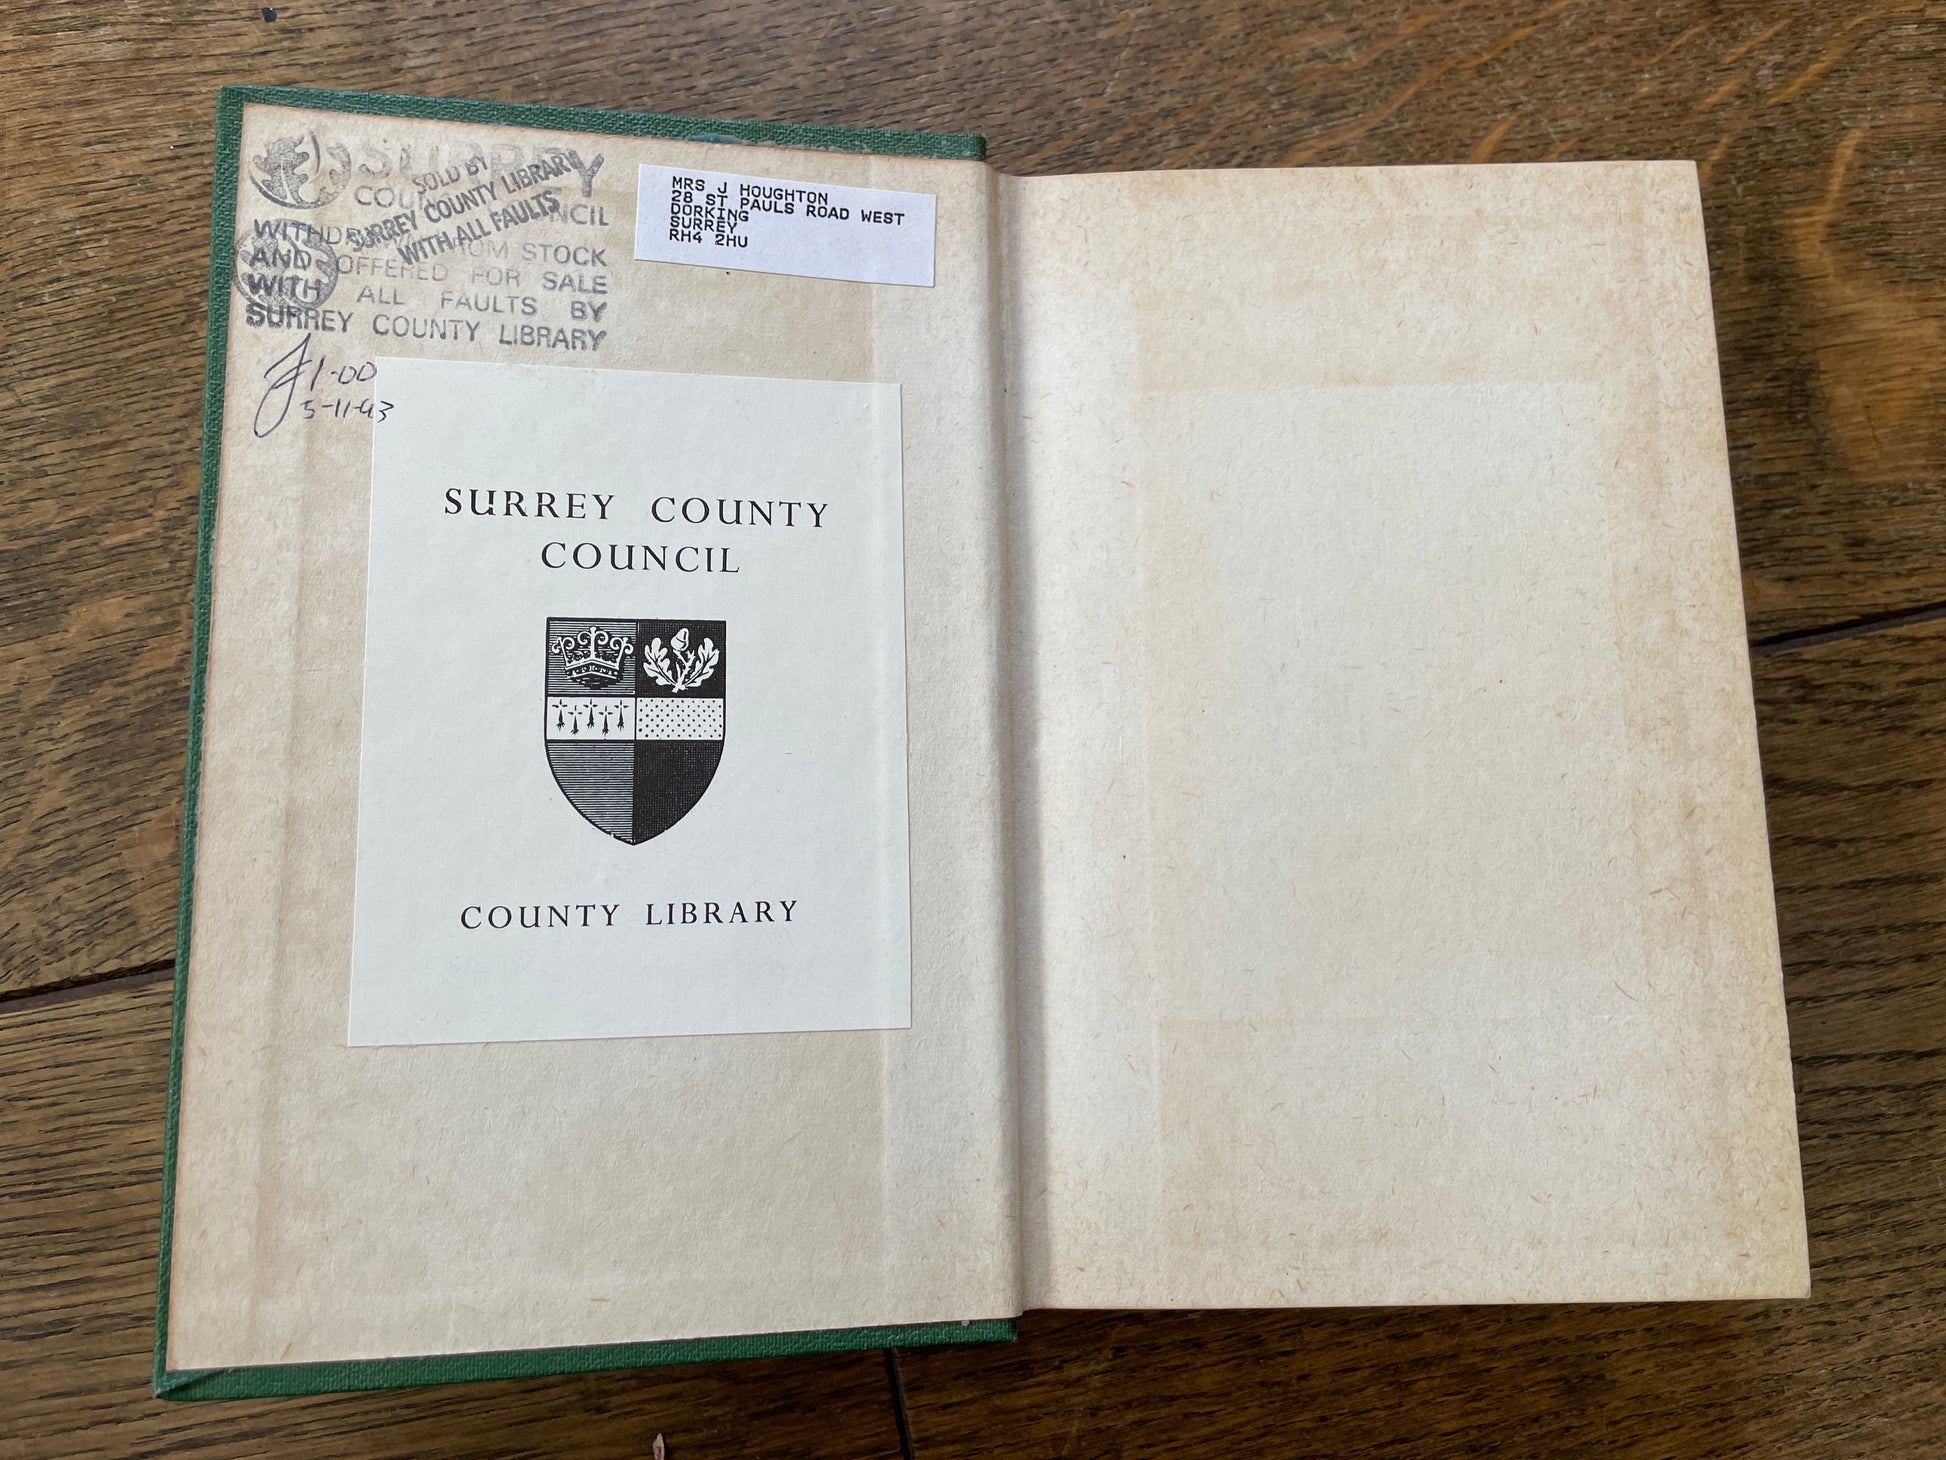 SURREY
COUNCIL
WITHDRAWN FROM STOCK
AND OFFERED FOR SALE
WITH ALL FAULTS BY
SURREY COUNTY LIBRARY
SOLD BY
SURREY COUNTY LIBRARY
WITH ALL FAULTS
£1-00
5-11-93
MRS J HOUGHTON
28 ST PAULS ROAD WEST
DORKING
SURREY
RH4 2HU
SURREY COUNTY
COUNCIL
COUNTY LIBRARY